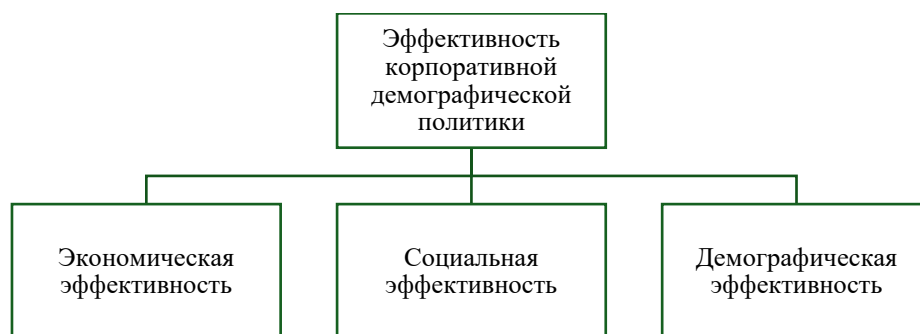 Эффективность
корпоративной
демографической
политики
Экономическая
эффективность
Социальная
эффективность
Демографическая
эффективность